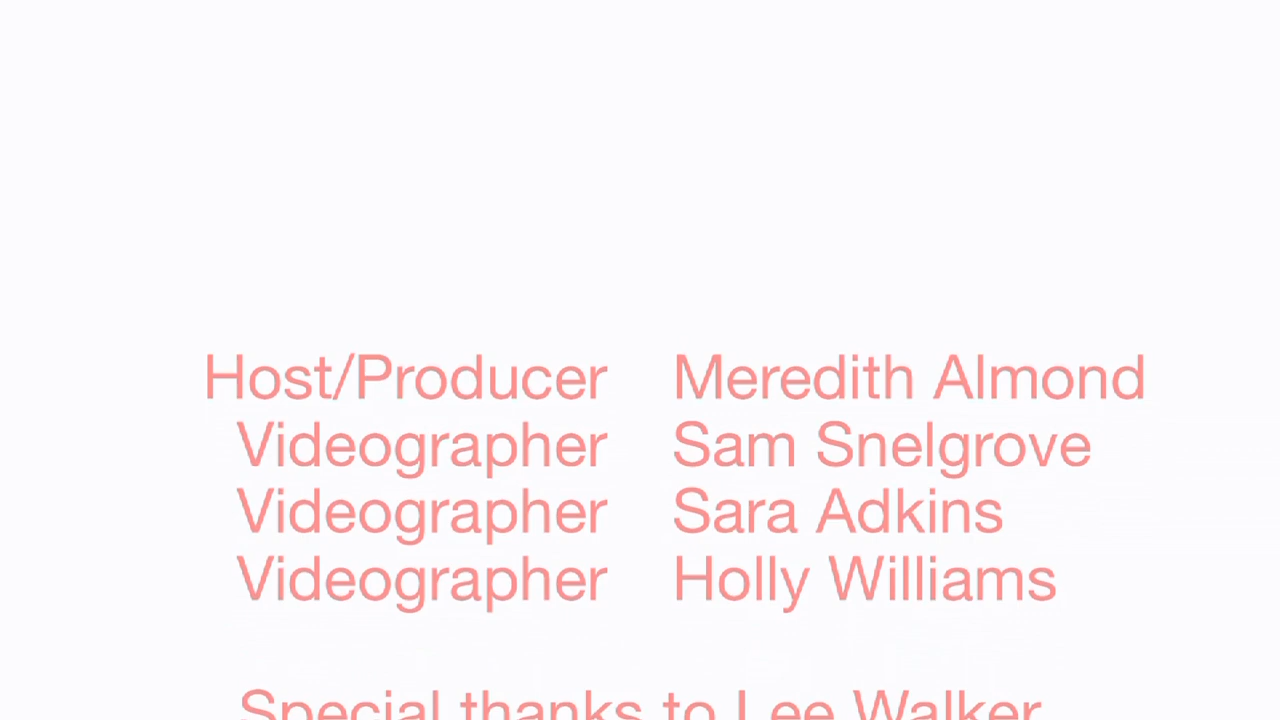 Host/Producer Meredith Almond
Videographer Sam Snelgrove
Videographer Sara Adkins
Videographer Holly Williams
Special thanks to Lee Walker